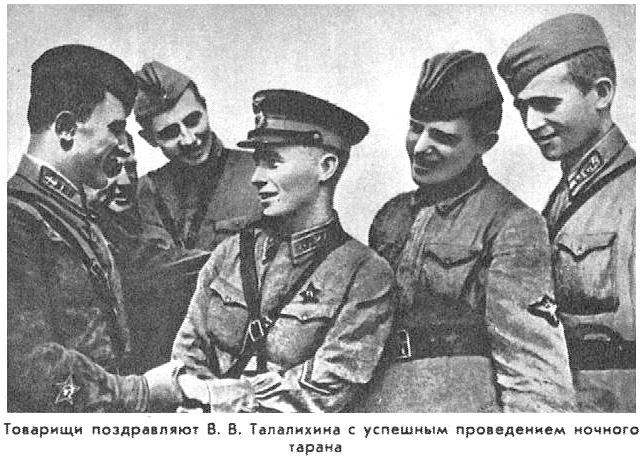 Товарищи поздравляют В. В. Талалихина с успешным проведением ночного
тарана